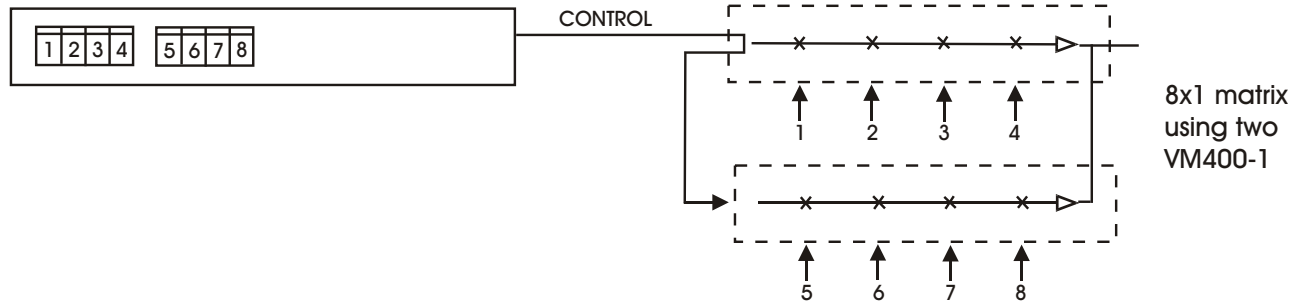 CONTROL
1 2 3 4 5 6 7 8
1 2 3 4
8x1 matrix
using two
VM400-1
5 6 7 8